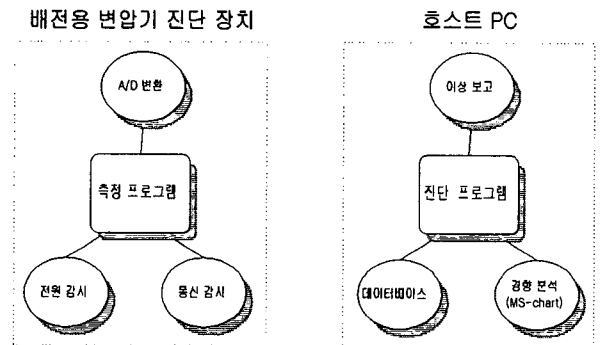 배전용 변압기 진단 장치
A/D 변환
측정 프로그램
전원 감시
통신 감시
호스트 PC
이상 보고
진단 프로그램
데이터베이스
경향 분석
(MS-chart)